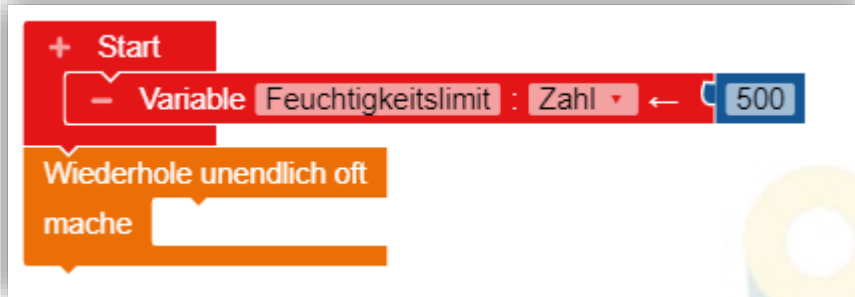 + Start
– Variable Feuchtigkeitslimit : Zahl ▾ ← 500
Wiederhole unendlich oft
mache